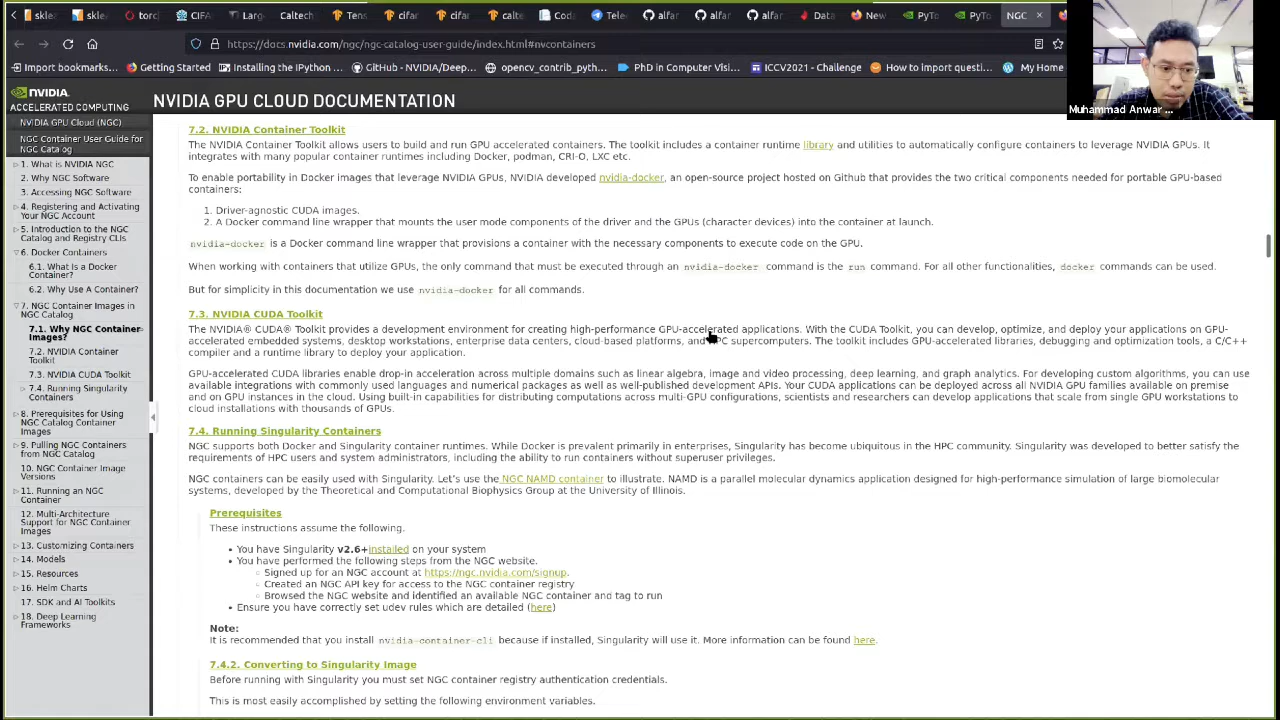 skle
skle
torc
CIFA
Larg
Caltech
Ten
cifar
cifar
calte
Cod
Tele
alfar
alfar
alfar
Data
New
PyTo
PyTo
NGC
https://docs.nvidia.com/ngc/ngc-catalog-user-guide/index.html#nvcontainers
Import bookmarks...
Getting Started
Installing the IPython ...
GitHub - NVIDIA/Deep...
opencv_contrib_pyth...
PhD in Computer Visi...
ICCV2021 - Challenge
How to import questi...
My Home
Muhammad Anwar ...
NVIDIA
ACCELERATED COMPUTING
NVIDIA GPU CLOUD DOCUMENTATION
NVIDIA GPU Cloud (NGC)
NGC Container User Guide for
NGC Catalog
1. What is NVIDIA NGC
2. Why NGC Software
3. Accessing NGC Software
4. Registering and Activating
Your NGC Account
5. Introduction to the NGC
Catalog and Registry CLIs
6. Docker Containers
6.1. What Is a Docker
Container?
6.2. Why Use A Container?
7. NGC Container Images in
NGC Catalog
7.1. Why NGC Container
Images?
7.2. NVIDIA Container
Toolkit
7.3. NVIDIA CUDA Toolkit
7.4. Running Singularity
Containers
8. Prerequisites for Using
NGC Catalog Container
Images
9. Pulling NGC Containers
from NGC Catalog
10. NGC Container Image
Versions
11. Running an NGC
Container
12. Multi-Architecture
Support for NGC Container
Images
13. Customizing Containers
14. Models
15. Resources
16. Helm Charts
17. SDK and AI Toolkits
18. Deep Learning
Frameworks
7.2. NVIDIA Container Toolkit
The NVIDIA Container Toolkit allows users to build and run GPU accelerated containers. The toolkit includes a container runtime library and utilities to automatically configure containers to leverage NVIDIA GPUs. It
integrates with many popular container runtimes including Docker, podman, CRI-O, LXC etc.
To enable portability in Docker images that leverage NVIDIA GPUs, NVIDIA developed nvidia-docker, an open-source project hosted on Github that provides the two critical components needed for portable GPU-based
containers:
1. Driver-agnostic CUDA images.
2. A Docker command line wrapper that mounts the user mode components of the driver and the GPUs (character devices) into the container at launch.
nvidia-docker is a Docker command line wrapper that provisions a container with the necessary components to execute code on the GPU.
When working with containers that utilize GPUs, the only command that must be executed through an nvidia-docker command is the run command. For all other functionalities, docker commands can be used.
But for simplicity in this documentation we use nvidia-docker for all commands.
7.3. NVIDIA CUDA Toolkit
The NVIDIA® CUDA® Toolkit provides a development environment for creating high-performance GPU-accelerated applications. With the CUDA Toolkit, you can develop, optimize, and deploy your applications on GPU-
accelerated embedded systems, desktop workstations, enterprise data centers, cloud-based platforms, and HPC supercomputers. The toolkit includes GPU-accelerated libraries, debugging and optimization tools, a C/C++
compiler and a runtime library to deploy your application.
GPU-accelerated CUDA libraries enable drop-in acceleration across multiple domains such as linear algebra, image and video processing, deep learning, and graph analytics. For developing custom algorithms, you can use
available integrations with commonly used languages and numerical packages as well as well-published development APIs. Your CUDA applications can be deployed across all NVIDIA GPU families available on premise
and on GPU instances in the cloud. Using built-in capabilities for distributing computations across multi-GPU configurations, scientists and researchers can develop applications that scale from single GPU workstations to
cloud installations with thousands of GPUs.
7.4. Running Singularity Containers
NGC supports both Docker and Singularity container runtimes. While Docker is prevalent primarily in enterprises, Singularity has become ubiquitous in the HPC community. Singularity was developed to better satisfy the
requirements of HPC users and system administrators, including the ability to run containers without superuser privileges.
NGC containers can be easily used with Singularity. Let's use the NGC NAMD container to illustrate. NAMD is a parallel molecular dynamics application designed for high-performance simulation of large biomolecular
systems, developed by the Theoretical and Computational Biophysics Group at the University of Illinois.
Prerequisites
These instructions assume the following.
• You have Singularity v2.6+installed on your system
• You have performed the following steps from the NGC website.
◦ Signed up for an NGC account at https://ngc.nvidia.com/signup.
◦ Created an NGC API key for access to the NGC container registry
◦ Browsed the NGC website and identified an available NGC container and tag to run
• Ensure you have correctly set udev rules which are detailed (here)
Note:
It is recommended that you install nvidia-container-cli because if installed, Singularity will use it. More information can be found here.
7.4.2. Converting to Singularity Image
Before running with Singularity you must set NGC container registry authentication credentials.
This is most easily accomplished by setting the following environment variables.